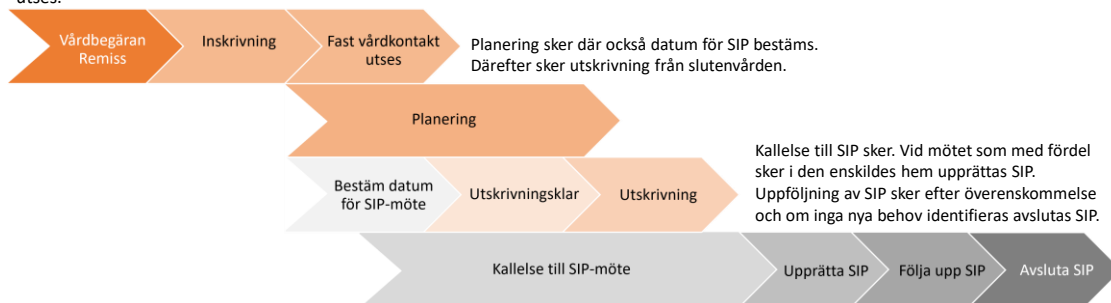 utses.
Vårdbegäran
Remiss
Inskrivning
Fast vårdkontakt
utses
Planering sker där också datum för SIP bestäms.
Därefter sker utskrivning från slutenvården.
Planering
Bestäm datum
för SIP-möte
Utskrivningsklar
Utskrivning
Kallelse till SIP sker. Vid mötet som med fördel
sker i den enskildes hem upprättas SIP.
Uppföljning av SIP sker efter överenskommelse
och om inga nya behov identifieras avslutas SIP.
Kallelse till SIP-möte
Upprätta SIP
Följa upp SIP
Avsluta SIP